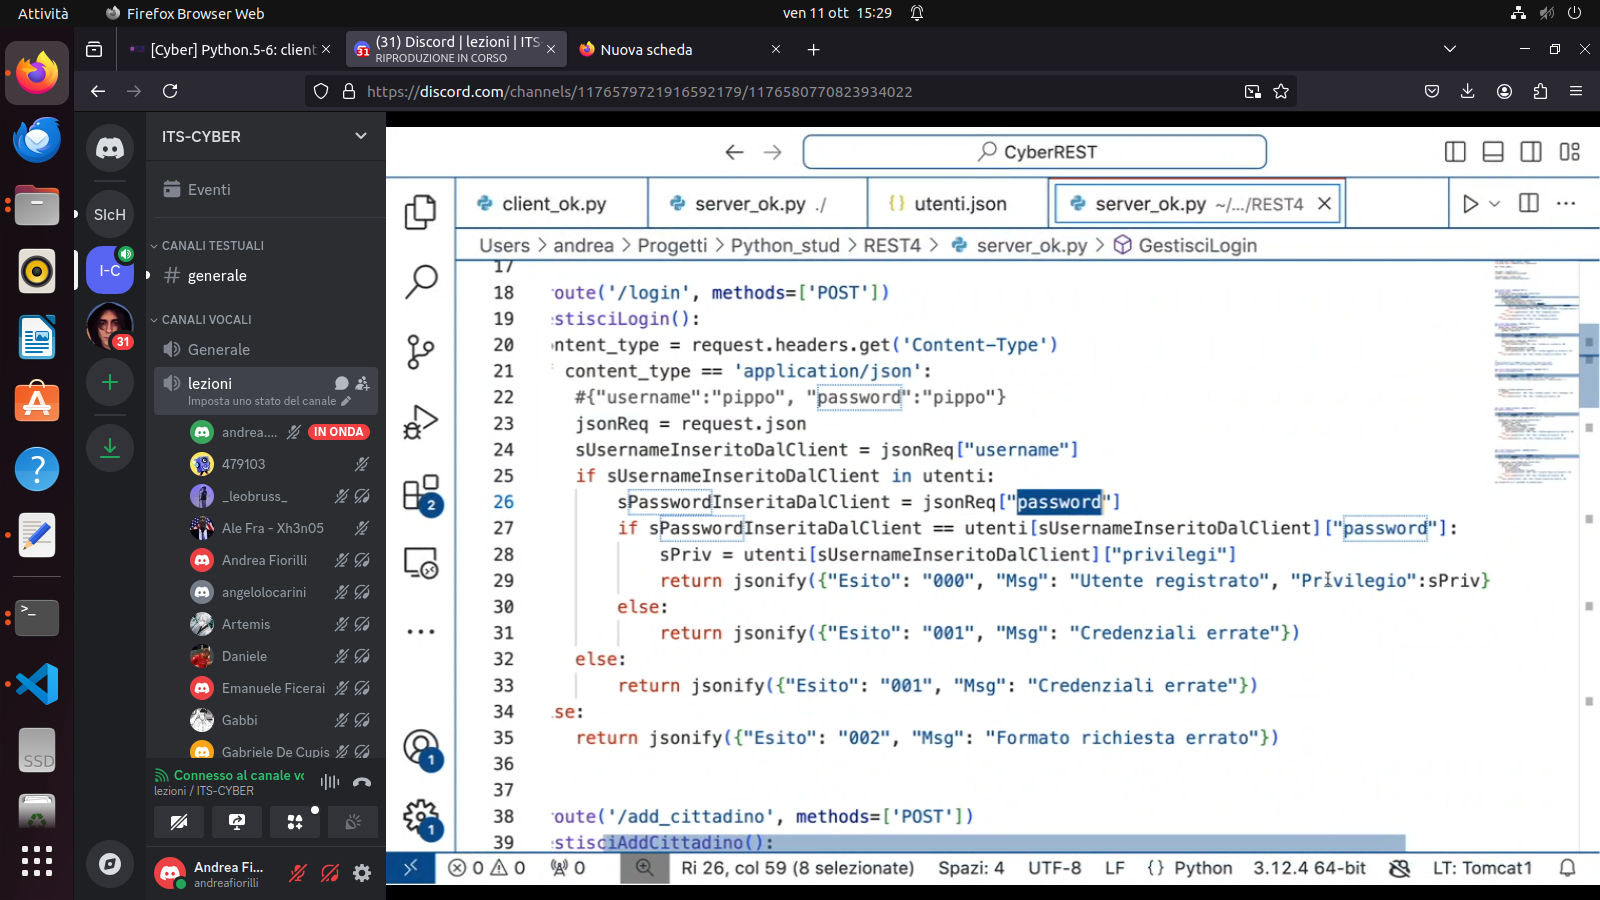 Attività
Firefox Browser Web
ven 11 ott 15:29
[Cyber] Python.5-6: client
(31) Discord | lezioni | ITS-
RIPRODUZIONE IN CORSO
31
Nuova scheda
https://discord.com/channels/1176579721916592179/1176580770823934022
SIcH
I-C
31
ITS-CYBER
Eventi
CANALI TESTUALI
# generale
CANALI VOCALI
Generale
lezioni
Imposta uno stato del canale
andrea....
IN ONDA
479103
_leobruss_
Ale Fra - Xh3n05
Andrea Fiorilli
angelolocarini
Artemis
Daniele
Emanuele Ficerai
Gabbi
Gabriele De Cupis
Connesso al canale vo
lezioni / ITS-CYBER
Andrea Fi...
andreafiorilli
SSD
CyberREST
client_ok.py
server_ok.py ./
{} utenti.json
server_ok.py ~/.../REST4
Users > andrea > Progetti > Python_stud > REST4 > server_ok.py > GestisciLogin
2
1
1
17
18 route('/login', methods=['POST'])
19 stisciLogin():
20 ntent_type = request.headers.get('Content-Type')
21 content_type == 'application/json':
22 #{"username":"pippo", "password":"pippo"}
23 jsonReq = request.json
24 sUsernameInseritoDalClient = jsonReq["username"]
25 if sUsernameInseritoDalClient in utenti:
26 sPasswordInseritaDalClient = jsonReq["password"]
27 if sPasswordInseritaDalClient == utenti[sUsernameInseritoDalClient]["password"]:
28 sPriv = utenti[sUsernameInseritoDalClient]["privilegi"]
29 return jsonify({"Esito": "000", "Msg": "Utente registrato", "Privilegio":sPriv}
30 else:
31 return jsonify({"Esito": "001", "Msg": "Credenziali errate"})
32 else:
33 return jsonify({"Esito": "001", "Msg": "Credenziali errate"})
34 se:
35 return jsonify({"Esito": "002", "Msg": "Formato richiesta errato"})
36
37
38 route('/add_cittadino', methods=['POST'])
39 stisciAddCittadino():
0 0
0
Ri 26, col 59 (8 selezionate)
Spazi: 4
UTF-8
LF
{} Python
3.12.4 64-bit
LT: Tomcat1